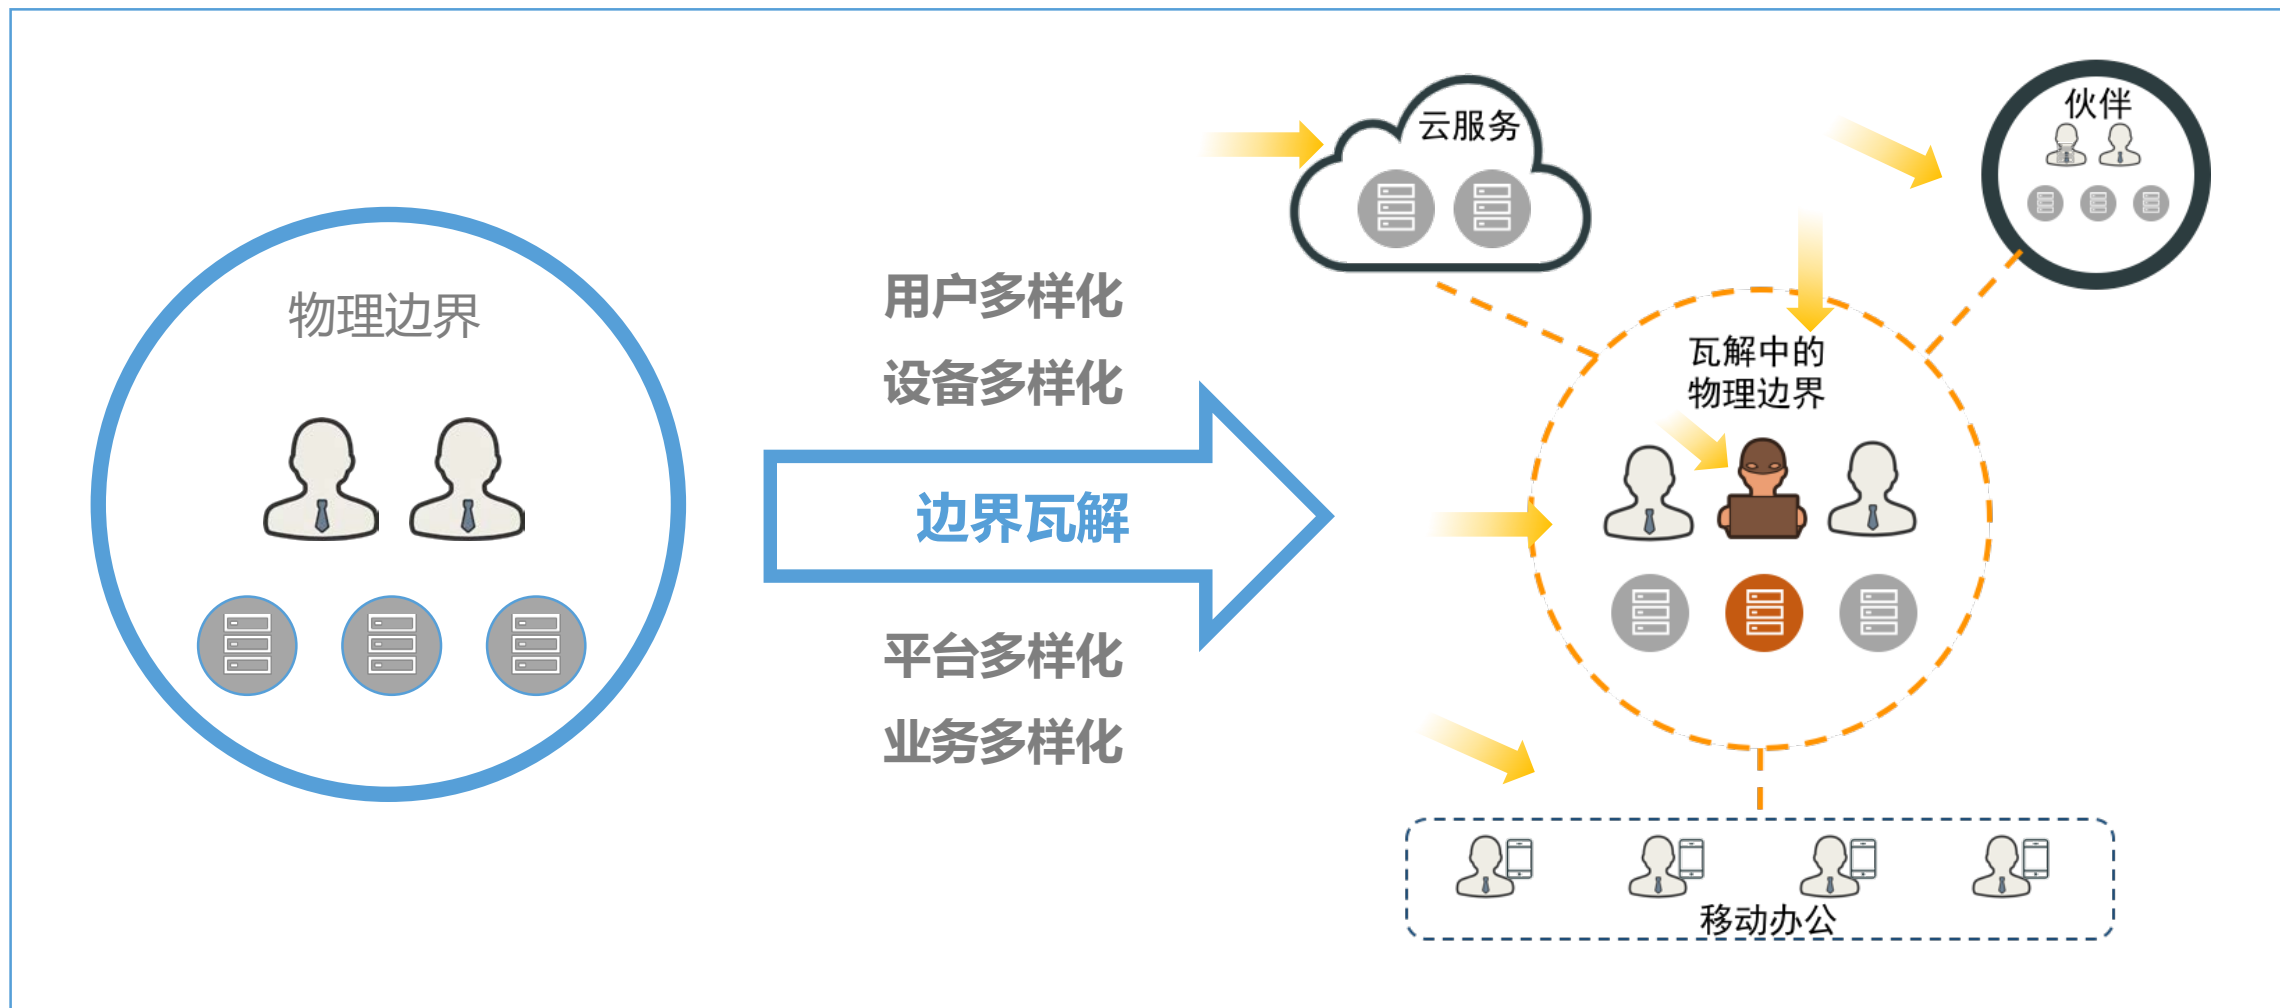 物理边界
用户多样化
设备多样化
边界瓦解
平台多样化
业务多样化
云服务
伙伴
瓦解中的
物理边界
移动办公